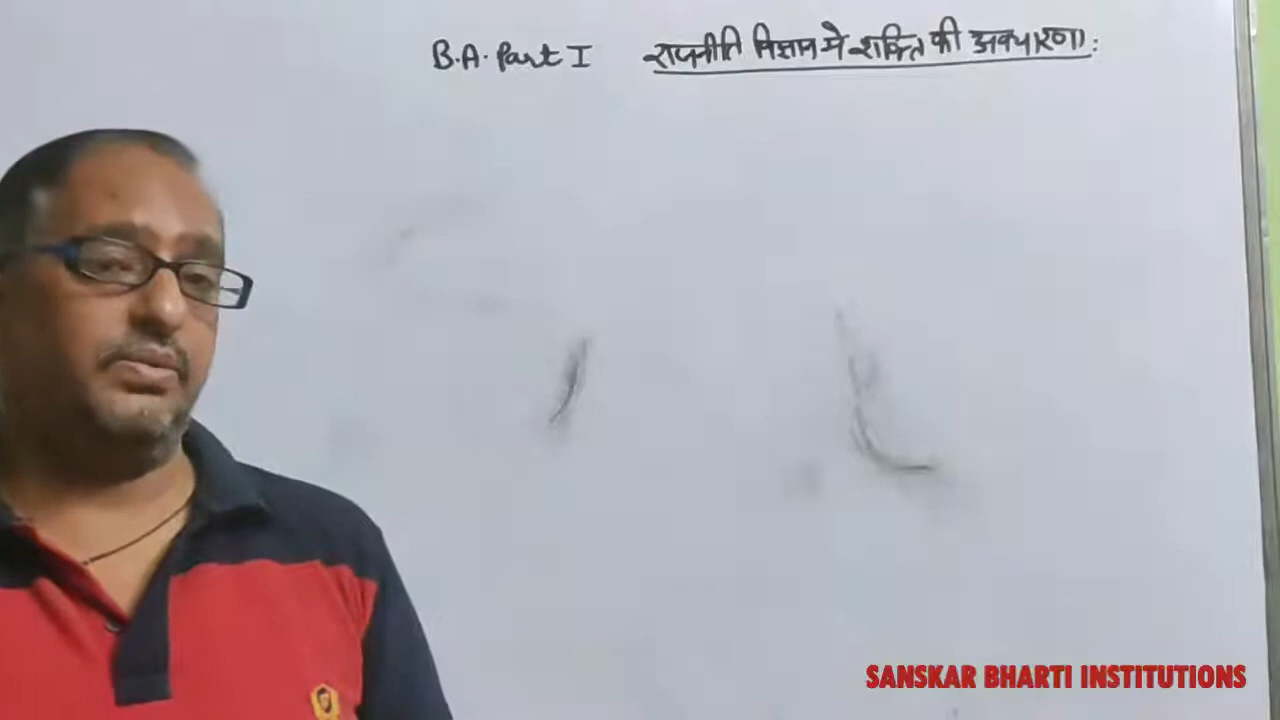 B.A. Part I राजनीति विज्ञान मे शक्ति की अवधारणा:
SANSKAR BHARTI INSTITUTIONS